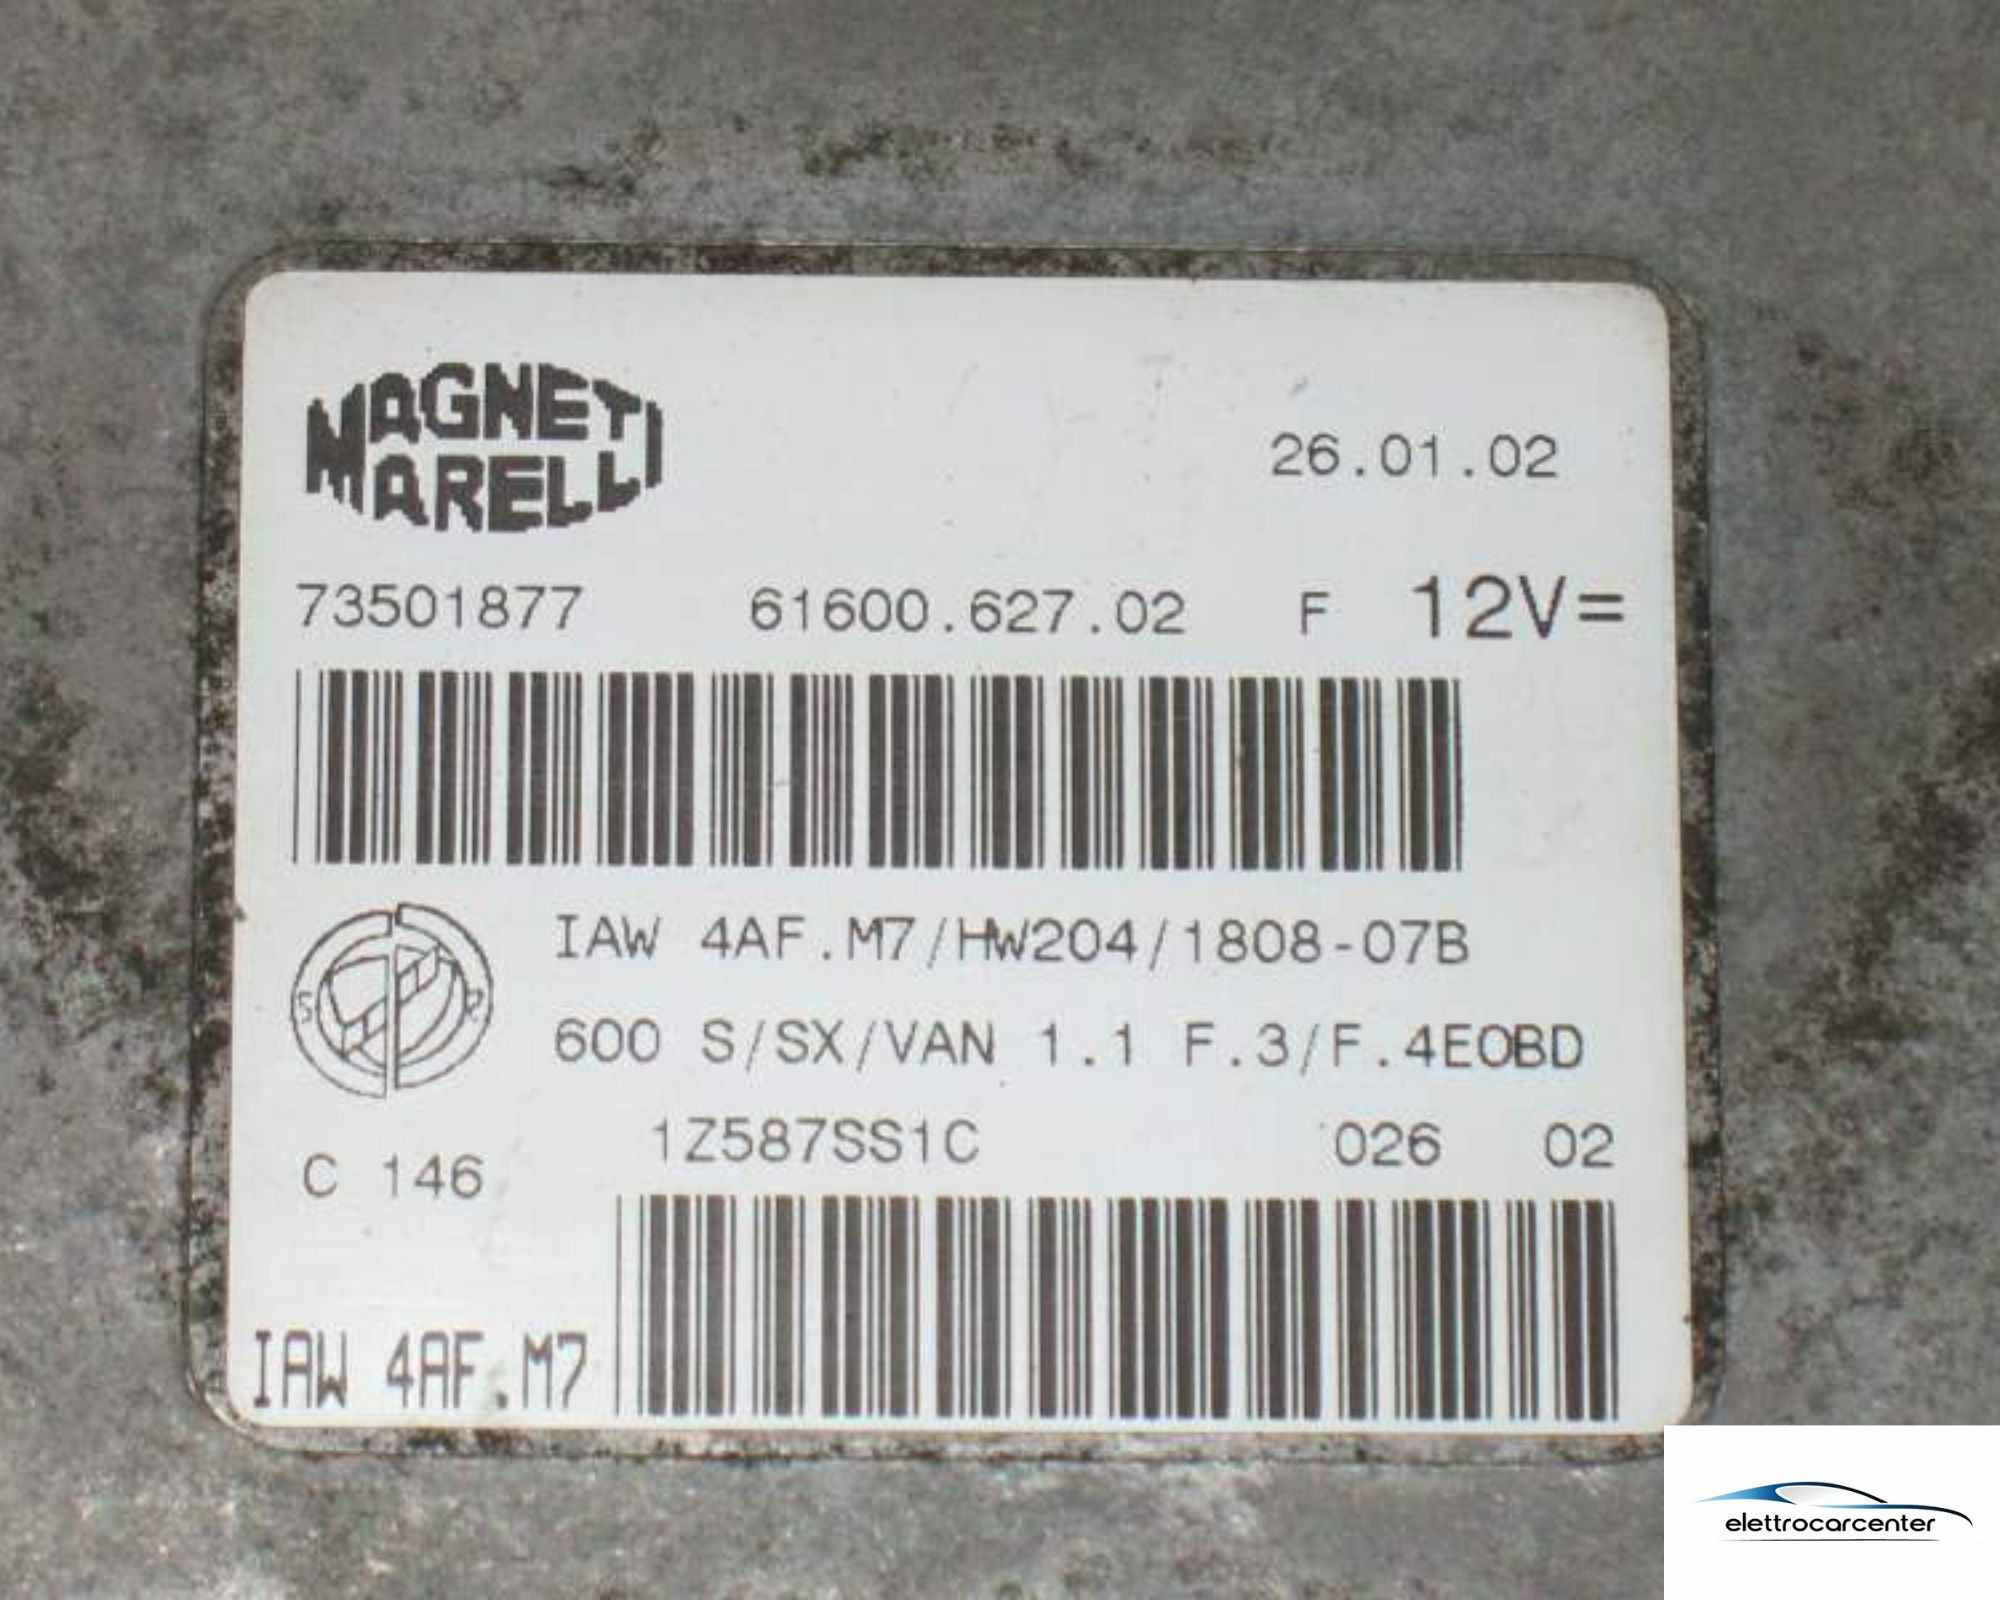 MAGNETI
MARELLI
26.01.02
73501877 61600.627.02 F 12V=
IAW 4AF.M7/HW204/1808-07B
600 S/SX/VAN 1.1 F.3/F.4EOBD
1Z587SS1C 026 02
C 146
IAW 4AF.M7
elettrocarcenter